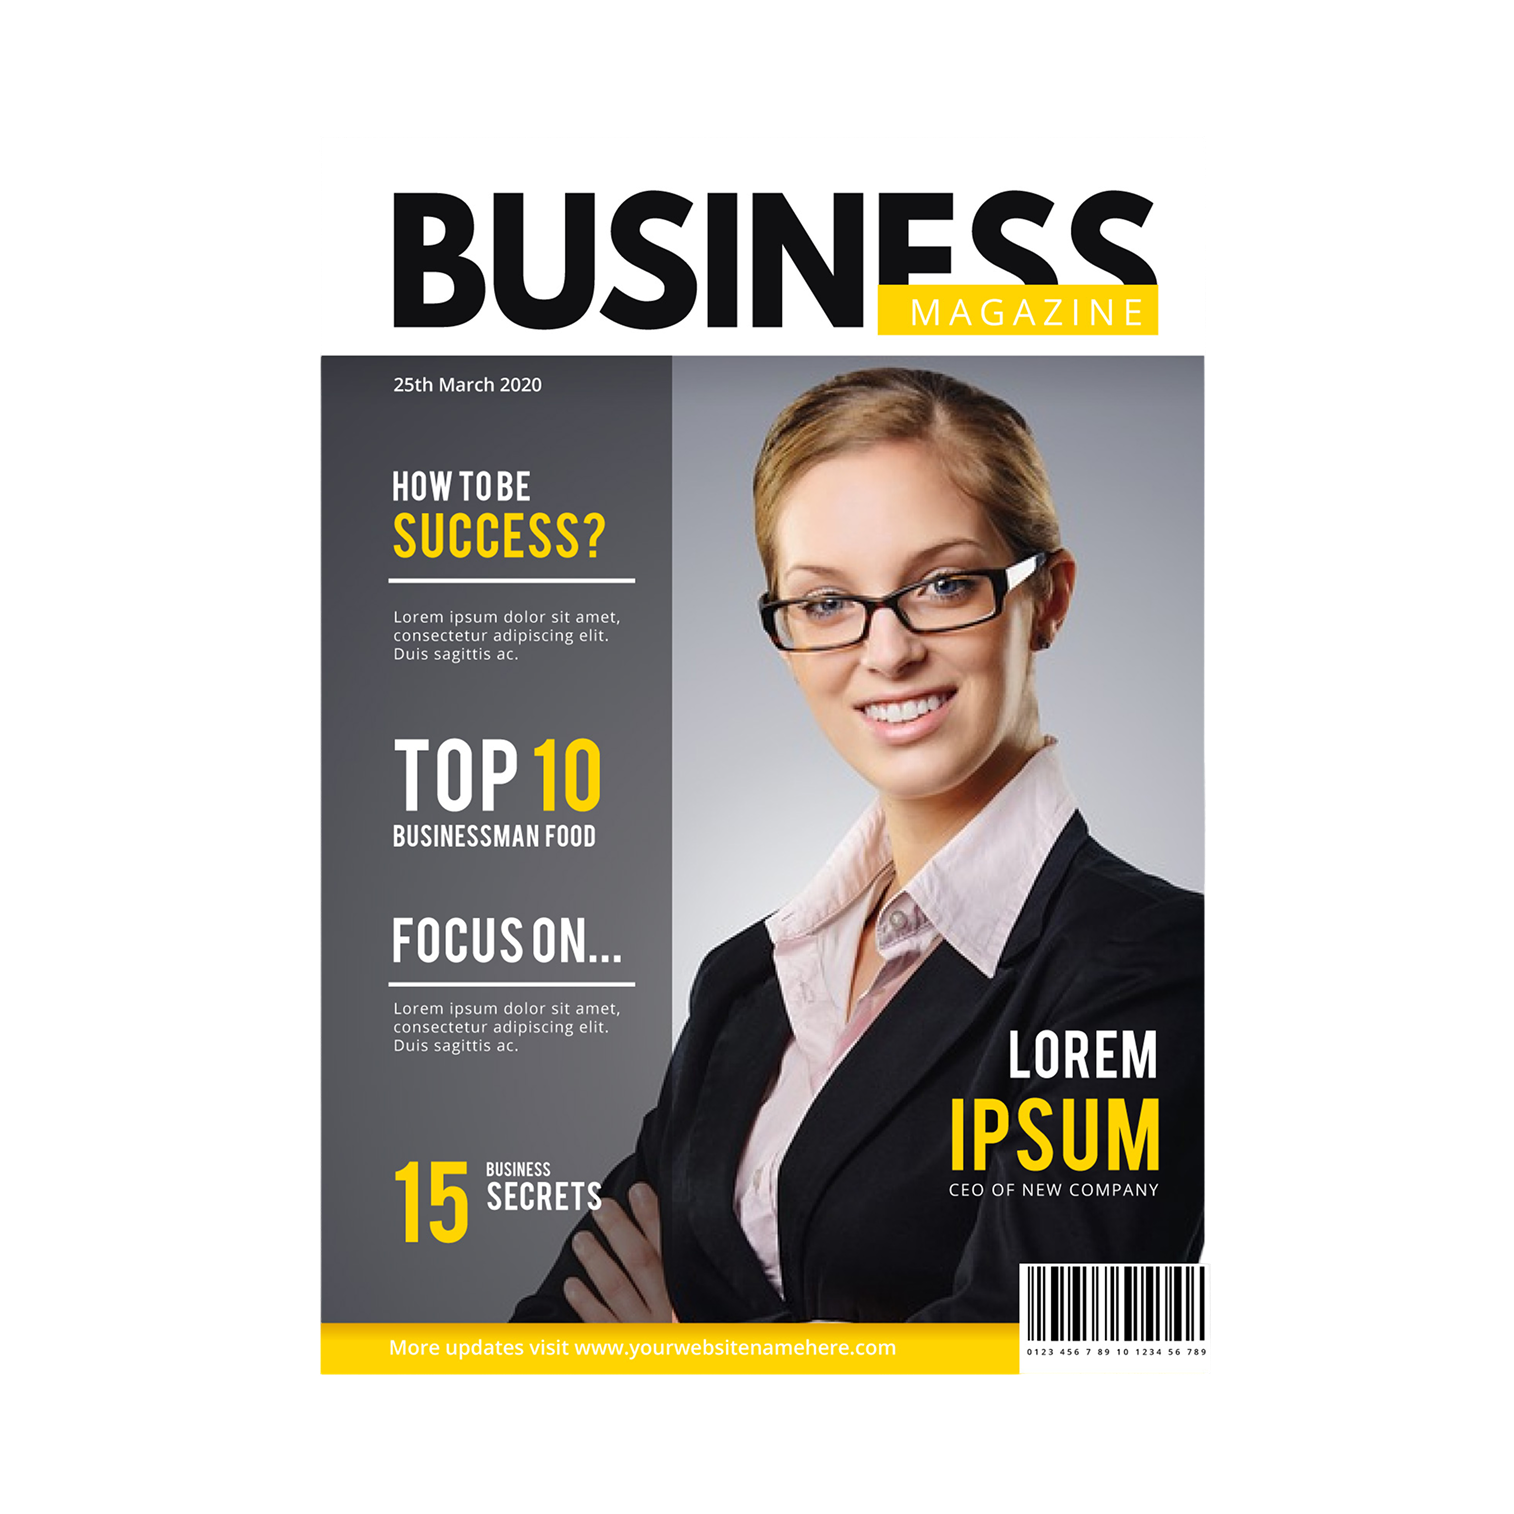 BUSINESS
MAGAZINE
25th March 2020
HOW TO BE
SUCCESS?
Lorem ipsum dolor sit amet,
consectetur adipiscing elit.
Duis sagittis ac.
TOP 10
BUSINESSMAN FOOD
FOCUS ON...
Lorem ipsum dolor sit amet,
consectetur adipiscing elit.
Duis sagittis ac.
15 BUSINESS
SECRETS
LOREM
IPSUM
CEO OF NEW COMPANY
More updates visit www.yourwebsitenamehere.com
0123 456 7 89 10 1234 56 789